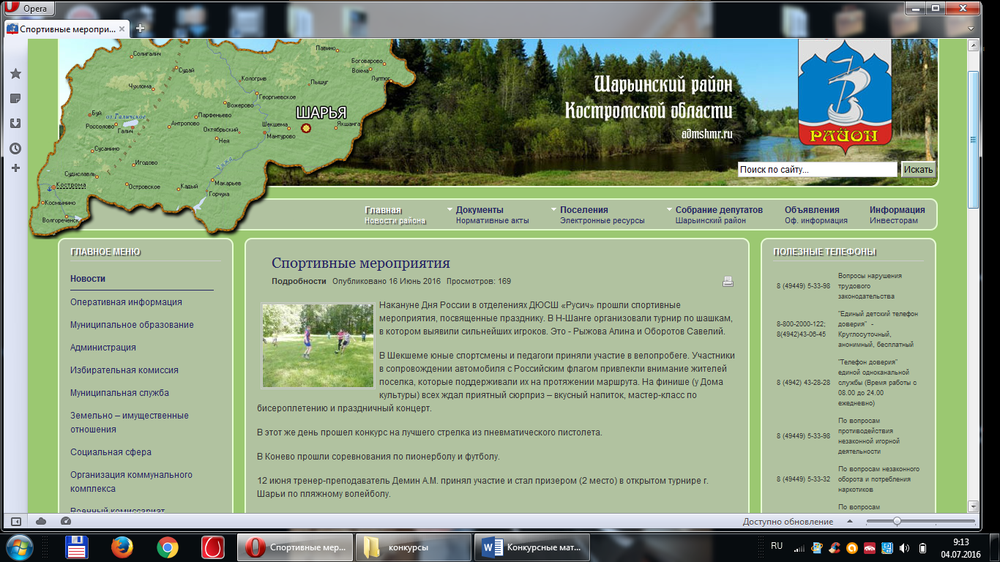 Opera
Спортивные меропри...
Павино
Солигалич
Боговарово
Судай
Вохма
Кологрив
Пыщуг
Чухлома
Георгиевское
Вожерово
ШАРЬЯ
Буй
оз Галичское
Парфеньево
Россолово
Галич
Антропово
Шекшема
Якшанга
Октябрьский
Мантурово
Нея
Сусанино
Игодово
Унжа
Судиславль
Макарьев
Кострома
Островское
Кадый
Горчуха
Космынино
Волгореченск
Шарьинский район
Костромской области
admshmr.ru
РАЙОН
Поиск по сайту...
Искать
Главная
Новости района
Документы
Нормативные акты
Поселения
Электронные ресурсы
Собрание депутатов
Шарьинский район
Объявления
Оф. информация
Информация
Инвесторам
ГЛАВНОЕ МЕНЮ
Новости
Оперативная информация
Муниципальное образование
Администрация
Избирательная комиссия
Муниципальная служба
Земельно – имущественные
отношения
Социальная сфера
Организация коммунального
комплекса
Военный комиссариат
Спортивные мероприятия
Подробности Опубликовано 16 Июнь 2016 Просмотров: 169
Накануне Дня России в отделениях ДЮСШ «Русич» прошли спортивные
мероприятия, посвященные празднику. В Н-Шанге организовали турнир по шашкам,
в котором выявили сильнейших игроков. Это - Рыжова Алина и Оборотов Савелий.
В Шекшеме юные спортсмены и педагоги приняли участие в велопробеге. Участники
в сопровождении автомобиля с Российским флагом привлекли внимание жителей
поселка, которые поддерживали их на протяжении маршрута. На финише (у Дома
культуры) всех ждал приятный сюрприз – вкусный напиток, мастер-класс по
бисероплетению и праздничный концерт.
В этот же день прошел конкурс на лучшего стрелка из пневматического пистолета.
В Конево прошли соревнования по пионерболу и футболу.
12 июня тренер-преподаватель Демин А.М. принял участие и стал призером (2 место) в открытом турнире г.
Шарьи по пляжному волейболу.
ПОЛЕЗНЫЕ ТЕЛЕФОНЫ
8 (49449) 5-33-98
Вопросы нарушения
трудового
законодательства
8-800-2000-122;
8(4942)43-06-45
"Единый детский телефон
доверия" -
Круглосуточный,
анонимный, бесплатный
8 (4942) 43-28-28
"Телефон доверия"
единой одноканальной
службы (Время работы с
08.00 до 24.00
ежедневно)
8 (49449) 5-33-98
По вопросам
противодействия
незаконной игорной
деятельности
8 (49449) 5-33-32
По вопросам незаконного
оборота и потребления
наркотиков
По вопросам
Доступно обновление
Спортивные мер...
конкурсы
Конкурсные мат...
RU
9:13
04.07.2016